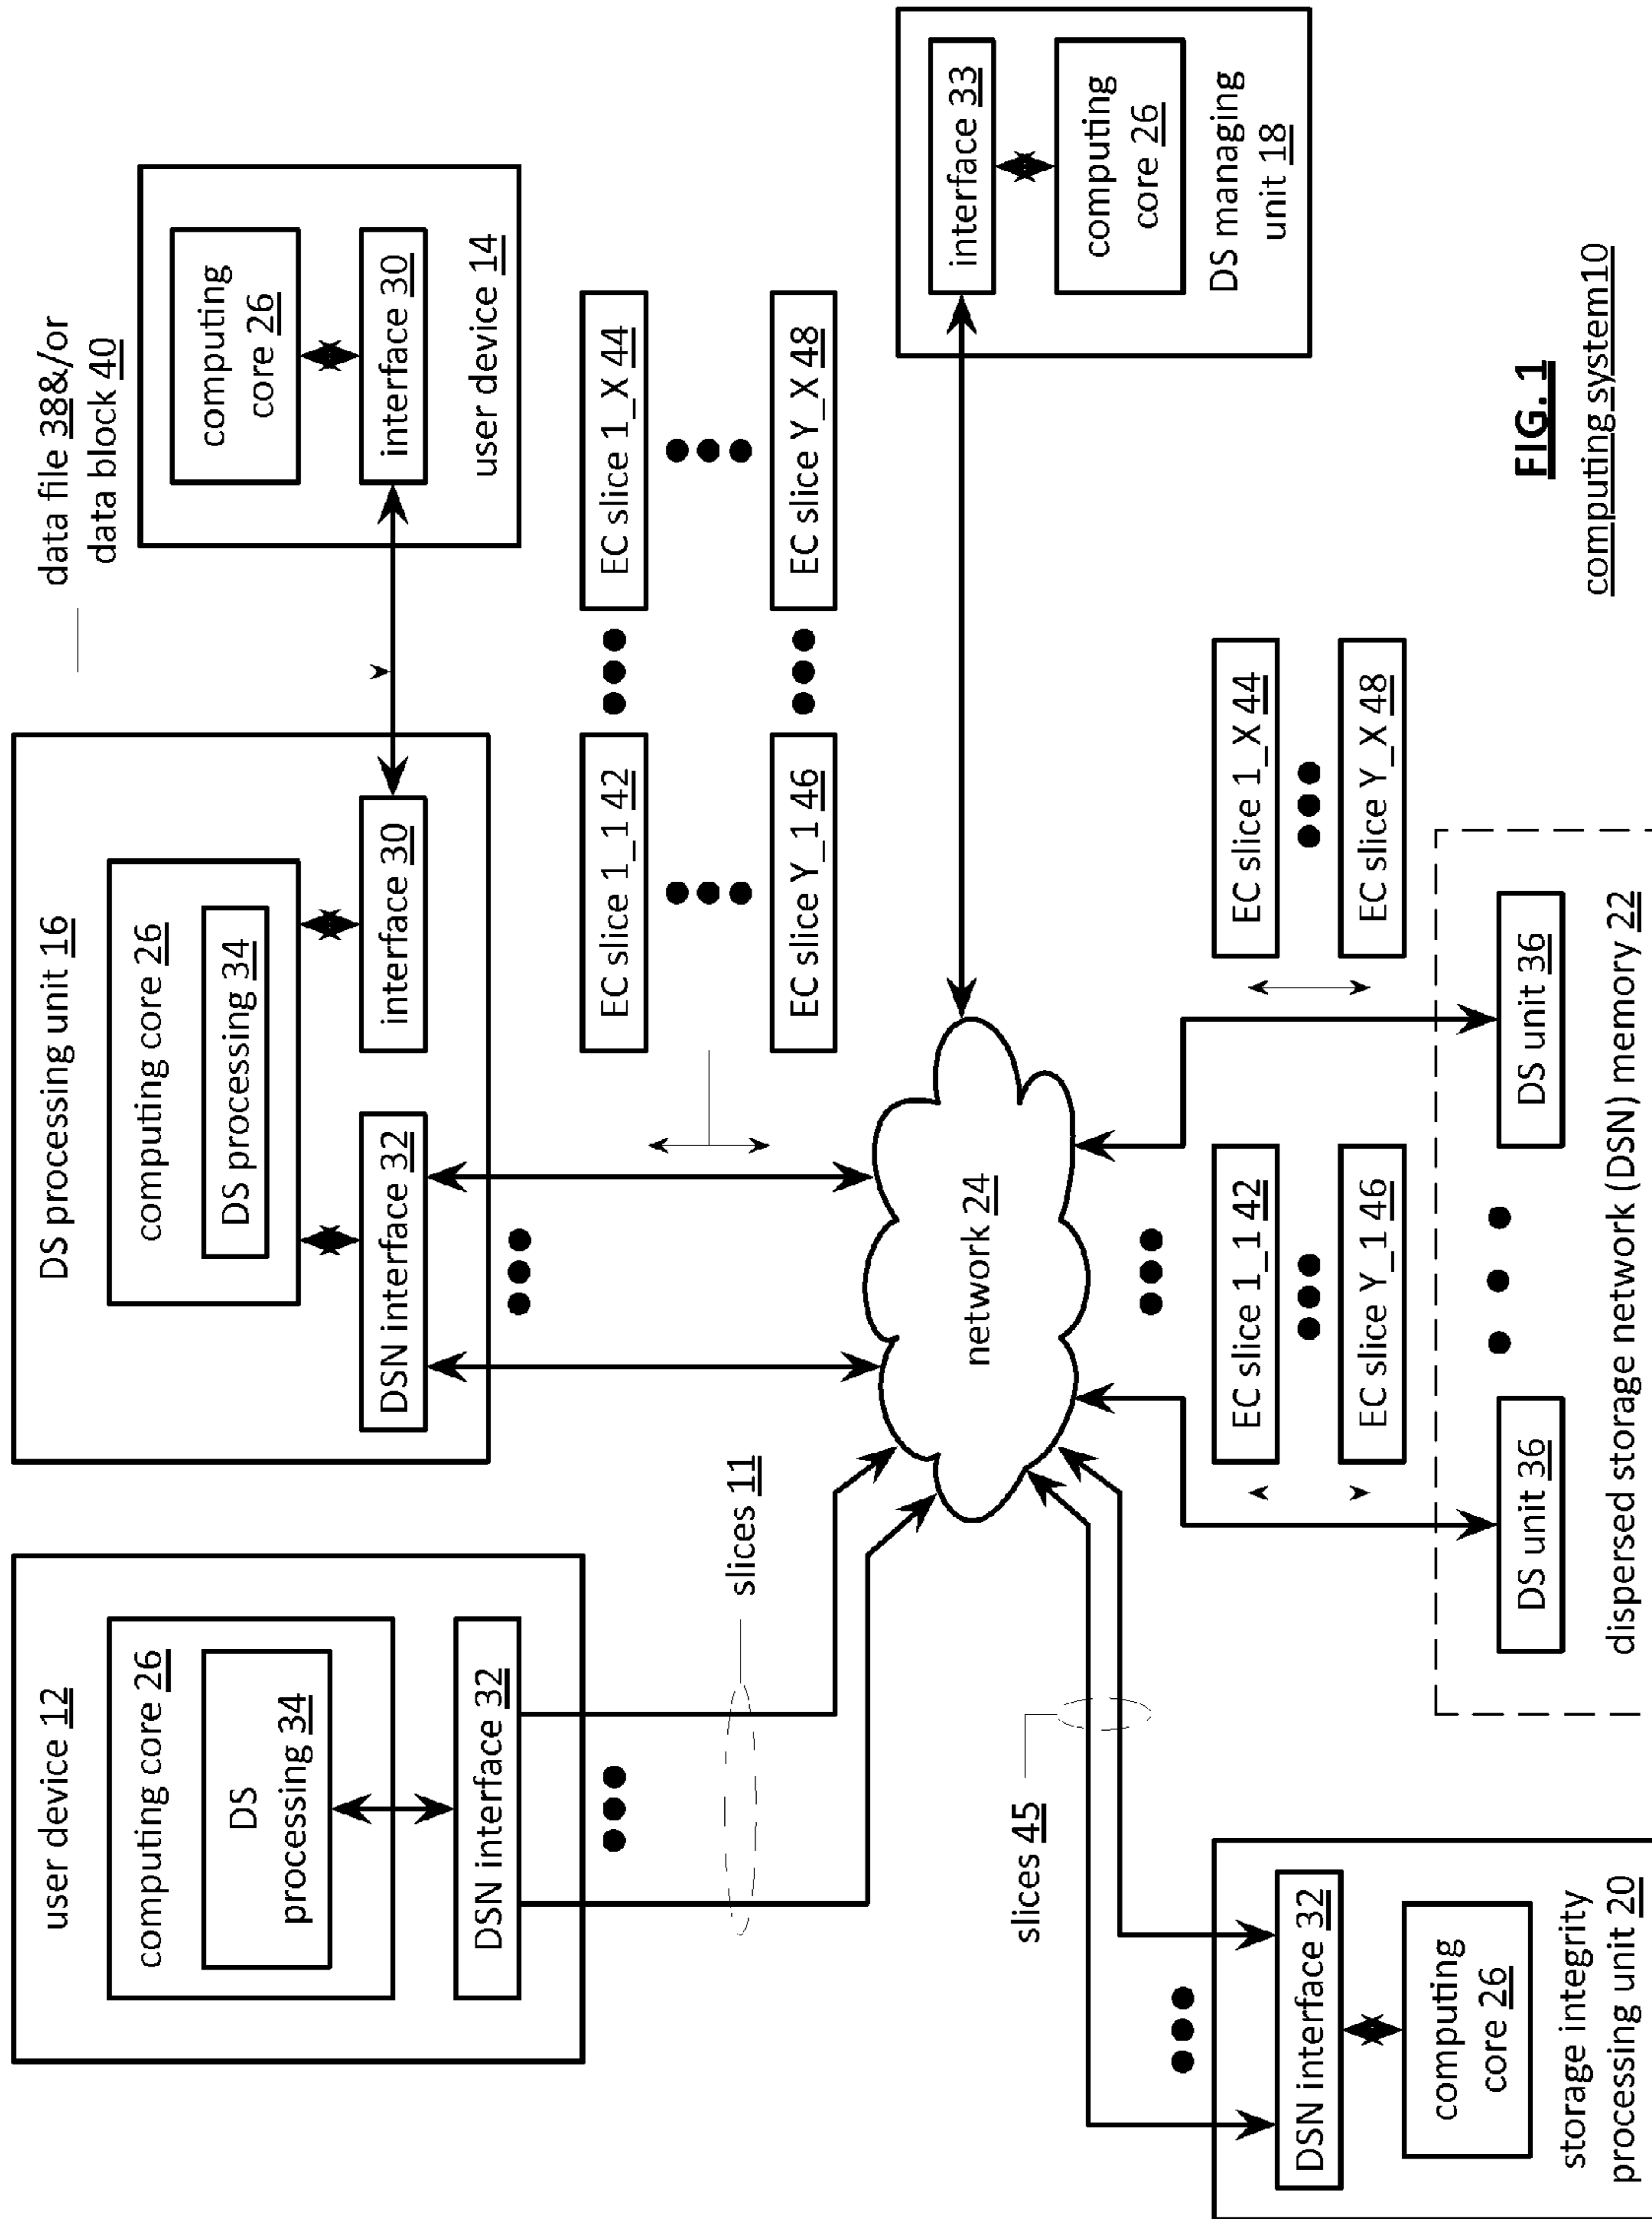 user device 12
computing core 26
DS
processing 34
DSN interface 32
slices 11
DS processing unit 16
computing core 26
DS processing 34
DSN interface 32
interface 30
data file 38&/or
data block 40
computing
core 26
interface 30
user device 14
EC slice 1_1 42
EC slice 1_X 44
EC slice Y_1 46
EC slice Y_X 48
network 24
slices 45
DSN interface 32
computing
core 26
storage integrity
processing unit 20
EC slice 1_1 42
EC slice Y_1 46
EC slice 1_X 44
EC slice Y_X 48
DS unit 36
DS unit 36
dispersed storage network (DSN) memory 22
interface 33
computing
core 26
DS managing
unit 18
FIG. 1
computing system10